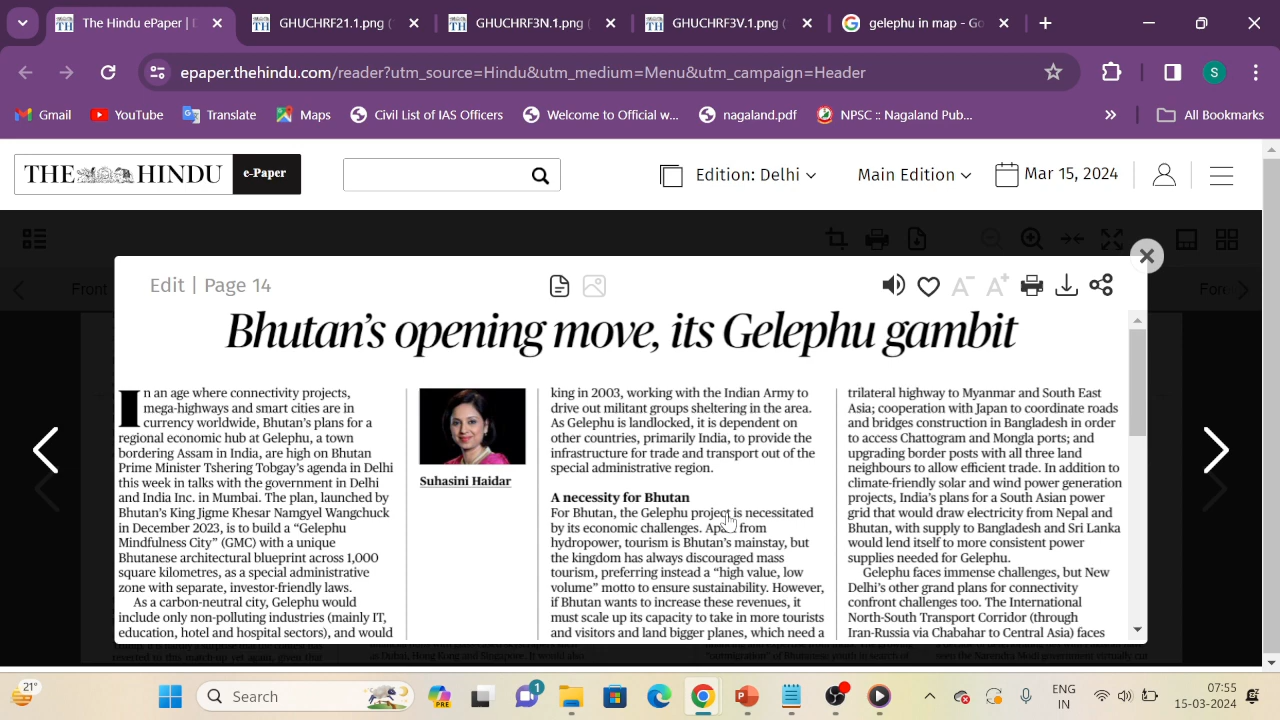 The Hindu ePaper | D
GHUCHRF21.1.png (
GHUCHRF3N.1.png (
GHUCHRF3V.1.png (
gelephu in map - Go
epaper.thehindu.com/reader?utm_source=Hindu&utm_medium=Menu&utm_campaign=Header
S
Gmail
YouTube
Translate
Maps
Civil List of IAS Officers
Welcome to Official w...
nagaland.pdf
NPSC :: Nagaland Pub...
»
All Bookmarks
THE HINDU
e-Paper
Edition: Delhi
Main Edition
Mar 15, 2024
Front
Edit | Page 14
A-
A+
Bhutan's opening move, its Gelephu gambit
In an age where connectivity projects,
mega-highways and smart cities are in
currency worldwide, Bhutan's plans for a
regional economic hub at Gelephu, a town
bordering Assam in India, are high on Bhutan
Prime Minister Tshering Tobgay's agenda in Delhi
this week in talks with the government in Delhi
and India Inc. in Mumbai. The plan, launched by
Bhutan's King Jigme Khesar Namgyel Wangchuck
in December 2023, is to build a "Gelephu
Mindfulness City" (GMC) with a unique
Bhutanese architectural blueprint across 1,000
square kilometres, as a special administrative
zone with separate, investor-friendly laws.
As a carbon-neutral city, Gelephu would
include only non-polluting industries (mainly IT,
education, hotel and hospital sectors), and would
Suhasini Haidar
king in 2003, working with the Indian Army to
drive out militant groups sheltering in the area.
As Gelephu is landlocked, it is dependent on
other countries, primarily India, to provide the
infrastructure for trade and transport out of the
special administrative region.
A necessity for Bhutan
For Bhutan, the Gelephu project is necessitated
by its economic challenges. Apart from
hydropower, tourism is Bhutan's mainstay, but
the kingdom has always discouraged mass
tourism, preferring instead a "high value, low
volume" motto to ensure sustainability. However,
if Bhutan wants to increase these revenues, it
must scale up its capacity to take in more tourists
and visitors and land bigger planes, which need a
trilateral highway to Myanmar and South East
Asia; cooperation with Japan to coordinate roads
and bridges construction in Bangladesh in order
to access Chattogram and Mongla ports; and
upgrading border posts with all three land
neighbours to allow efficient trade. In addition to
climate-friendly solar and wind power generation
projects, India's plans for a South Asian power
grid that would draw electricity from Nepal and
Bhutan, with supply to Bangladesh and Sri Lanka
would lend itself to more consistent power
supplies needed for Gelephu.
Gelephu faces immense challenges, but New
Delhi's other grand plans for connectivity
confront challenges too. The International
North-South Transport Corridor (through
Iran-Russia via Chabahar to Central Asia) faces
21°
Search
PRE
1
ENG
IN
07:55
15-03-2024